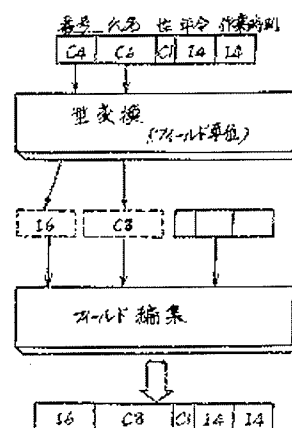 番号 氏名 性 年令 作業時間
C4 C6 C1 I4 I4
型変換
(フィールド単位)
I6 C8
フィールド編集
I6 C8 C1 I4 I4